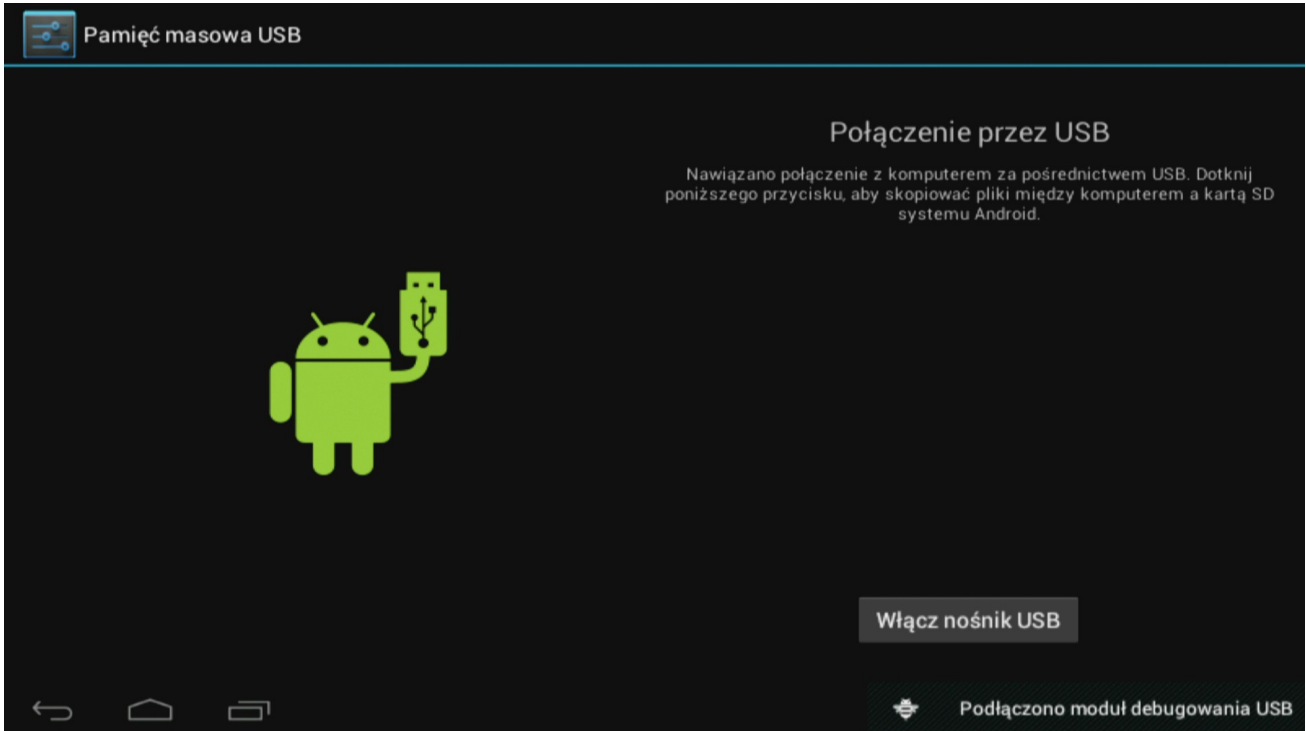 Pamięć masowa USB
Połączenie przez USB
Nawiązano połączenie z komputerem za pośrednictwem USB. Dotknij
poniższego przycisku, aby skopiować pliki między komputerem a kartą SD
systemu Android.
Włącz nośnik USB
Podłączono moduł debugowania USB